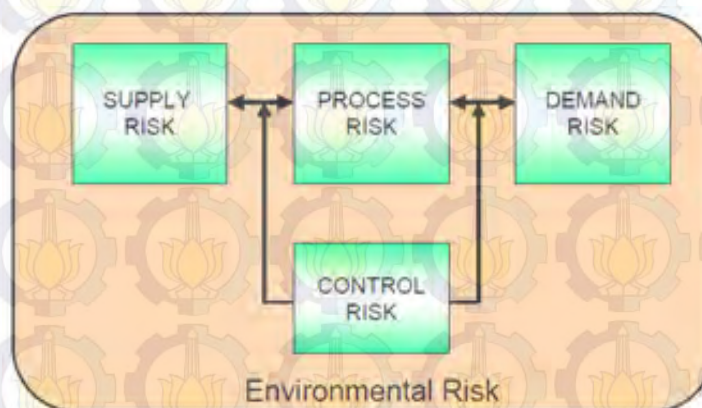 SUPPLY
RISK
PROCESS
RISK
DEMAND
RISK
CONTROL
RISK
Environmental Risk